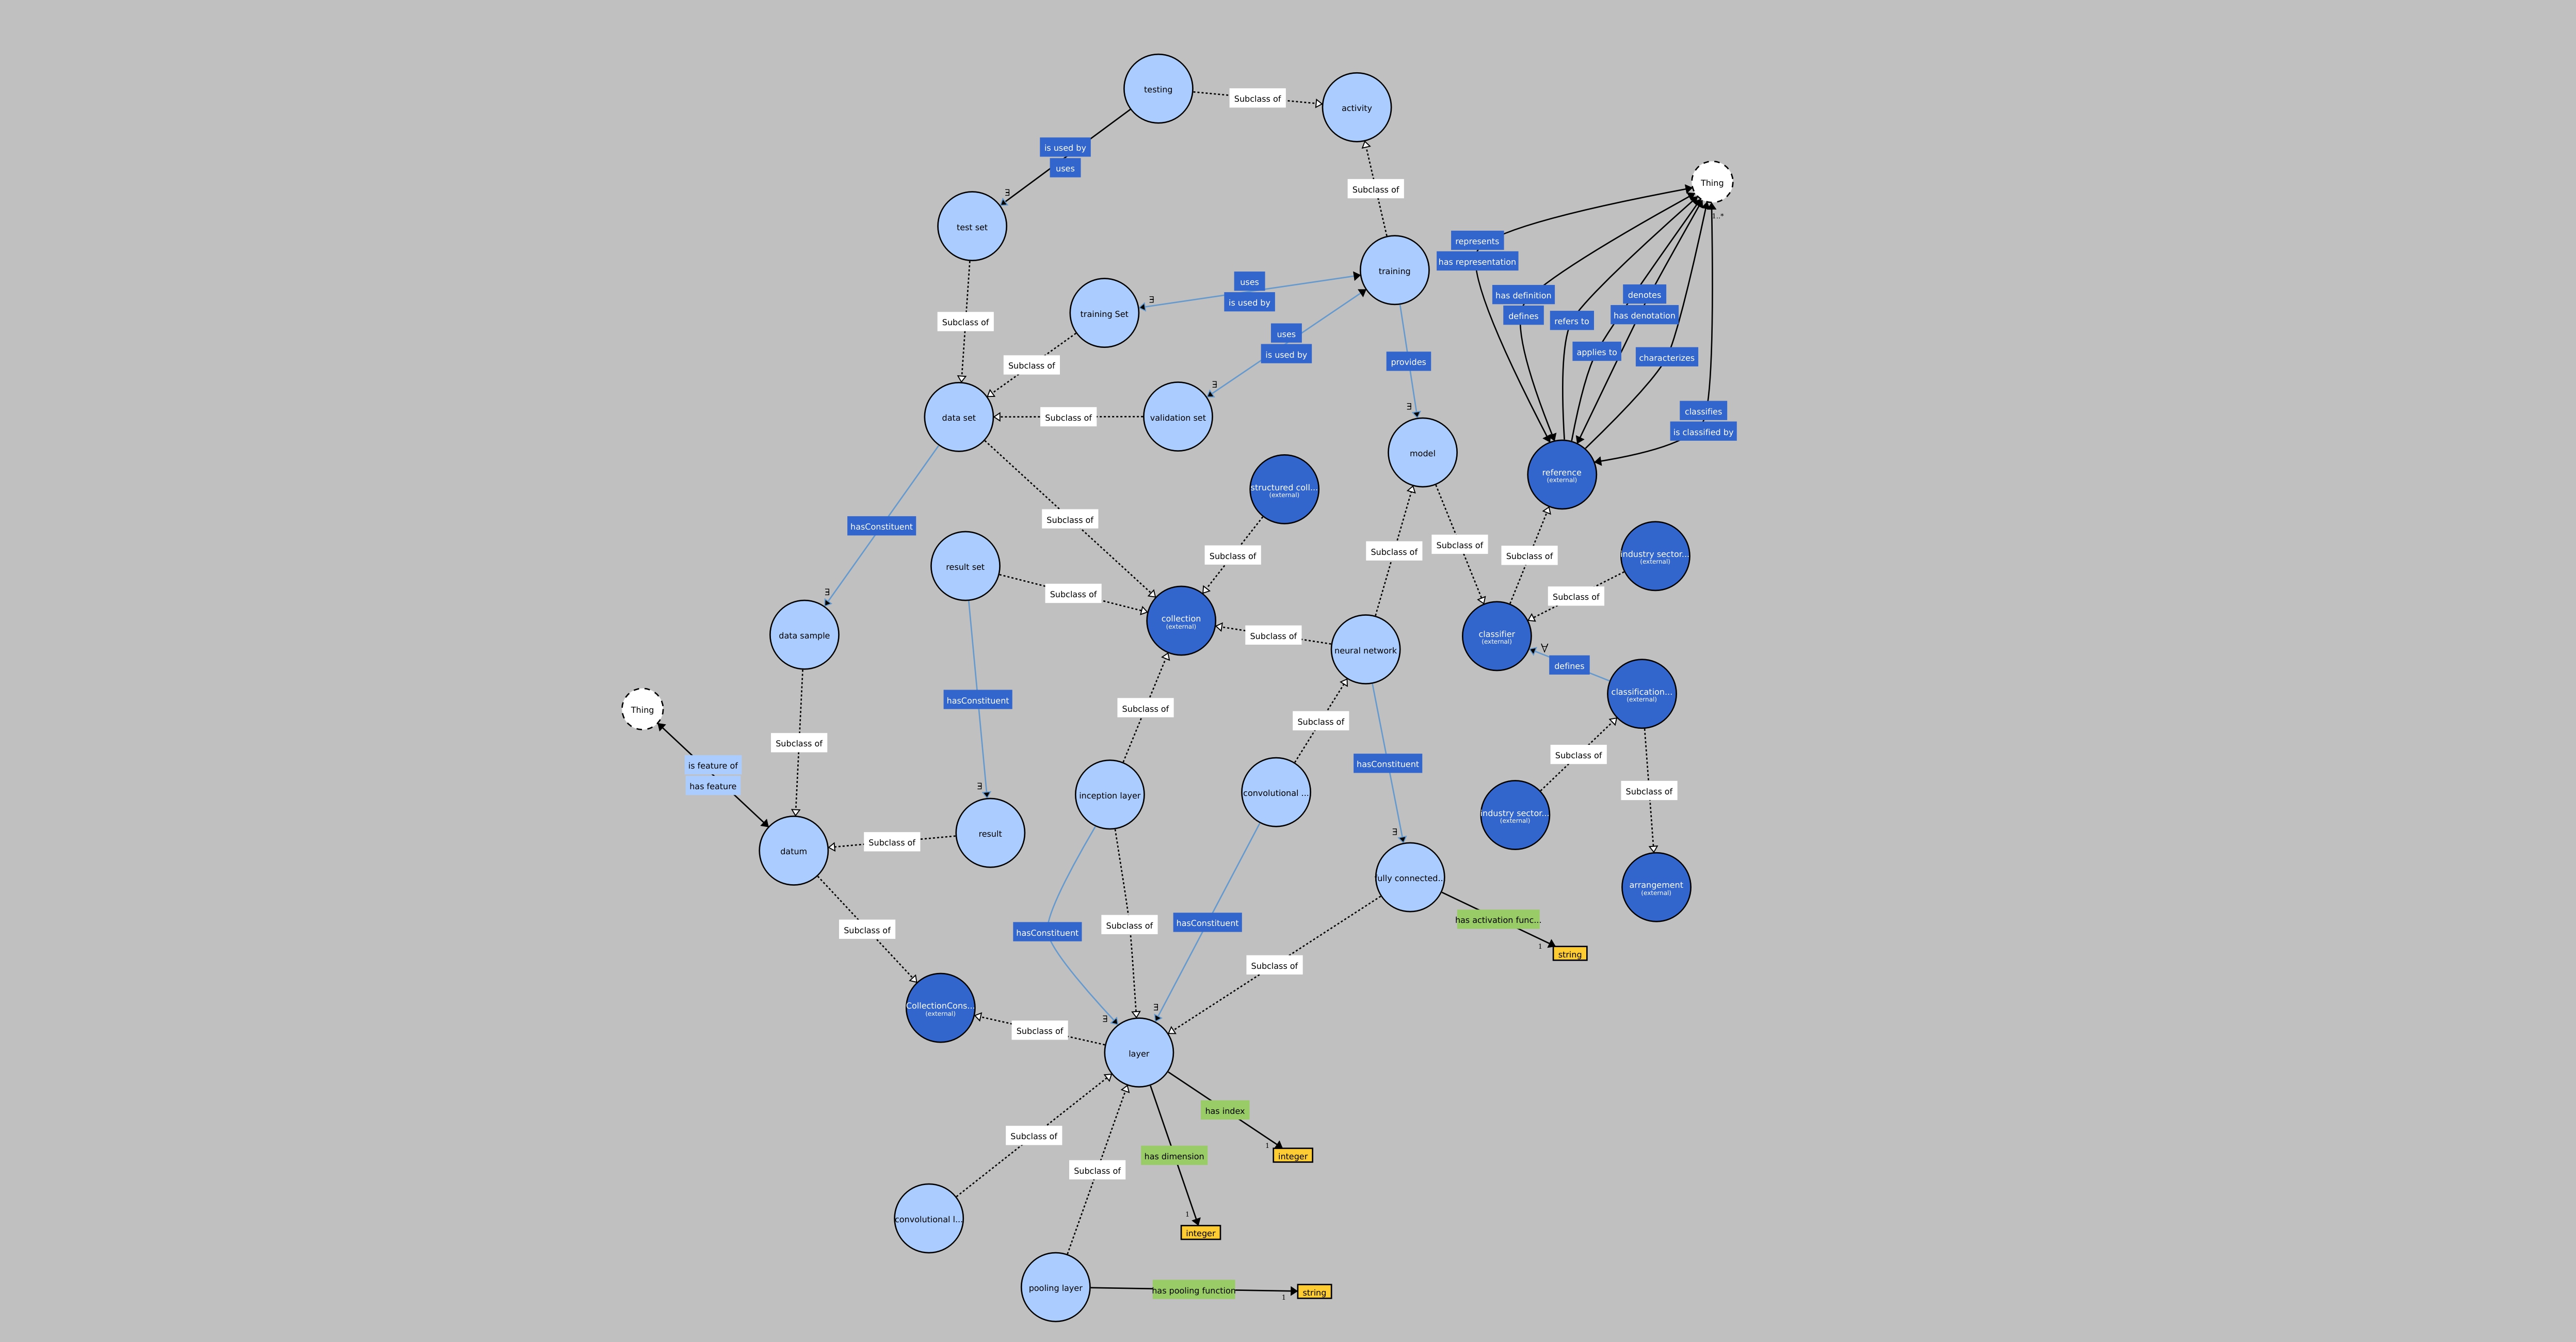 testing
Subclass of
activity
is used by
uses
∃
test set
Subclass of
Thing
1..*
represents
has representation
training
uses
is used by
∃
training Set
has definition
defines
denotes
has denotation
refers to
Subclass of
uses
is used by
applies to
characterizes
Subclass of
provides
∃
∃
data set
Subclass of
validation set
classifies
is classified by
model
reference
(external)
structured coll...
(external)
hasConstituent
Subclass of
Subclass of
Subclass of
Subclass of
Subclass of
industry sector...
(external)
result set
∃
Subclass of
Subclass of
collection
(external)
data sample
Subclass of
neural network
classifier
(external)
∀
defines
classification...
(external)
hasConstituent
Subclass of
Thing
Subclass of
Subclass of
hasConstituent
Subclass of
is feature of
has feature
∃
inception layer
convolutional ...
Subclass of
industry sector...
(external)
datum
Subclass of
result
∃
fully connected...
arrangement
(external)
Subclass of
hasConstituent
Subclass of
hasConstituent
has activation func...
1
string
Subclass of
CollectionCons...
(external)
Subclass of
∃
∃
layer
Subclass of
has index
1
integer
Subclass of
has dimension
1
integer
convolutional l...
pooling layer
has pooling function
1
string